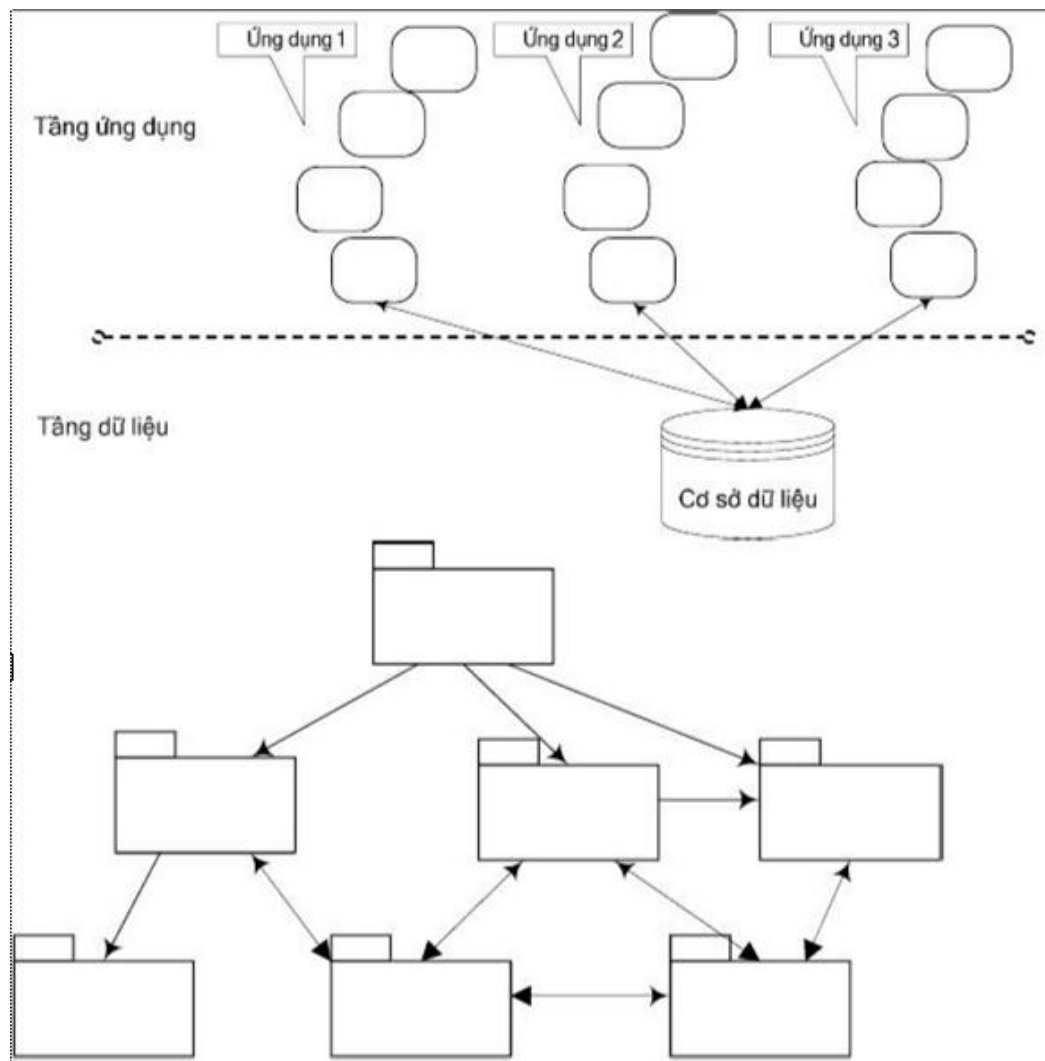 Ứng dụng 1
Ứng dụng 2
Ứng dụng 3
Tầng ứng dụng
Tầng dữ liệu
Cơ sở dữ liệu